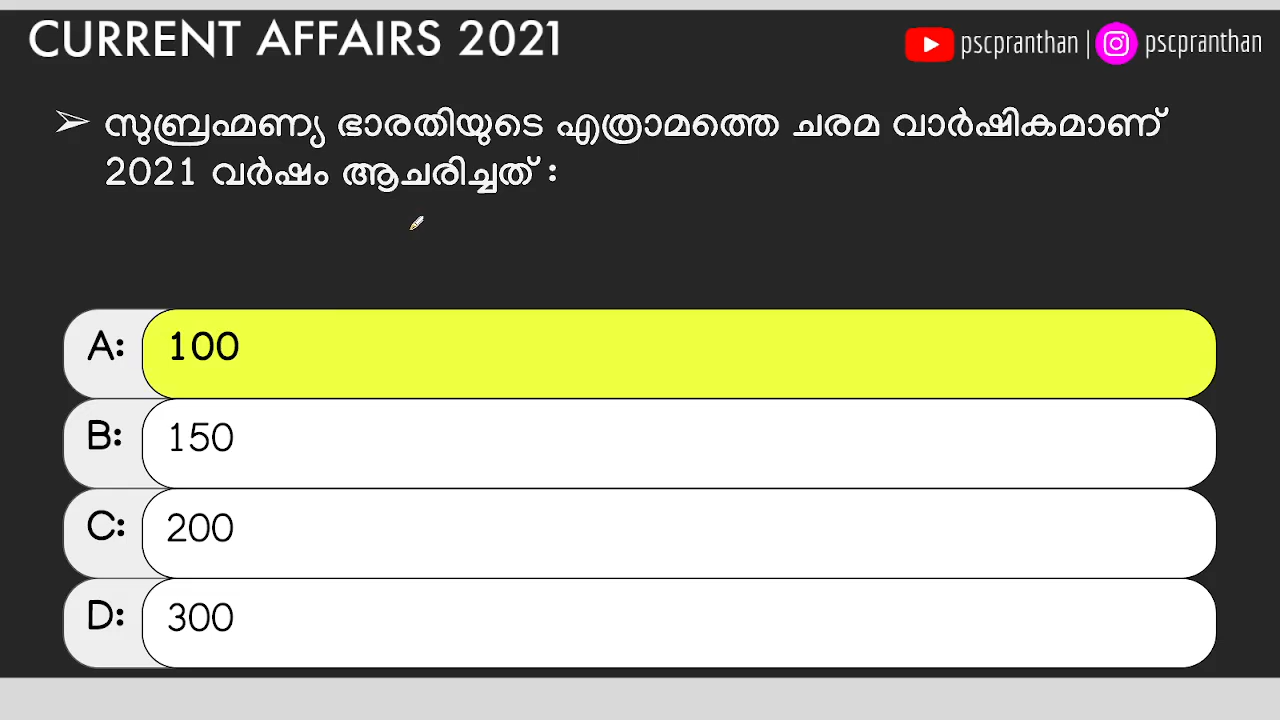 CURRENT AFFAIRS 2021
pscpranthan | pscpranthan
➢ സുബ്രഹ്മണ്യ ഭാരതിയുടെ എത്രാമത്തെ ചരമ വാർഷികമാണ്
2021 വർഷം ആചരിച്ചത് :
A: 100
B: 150
C: 200
D: 300